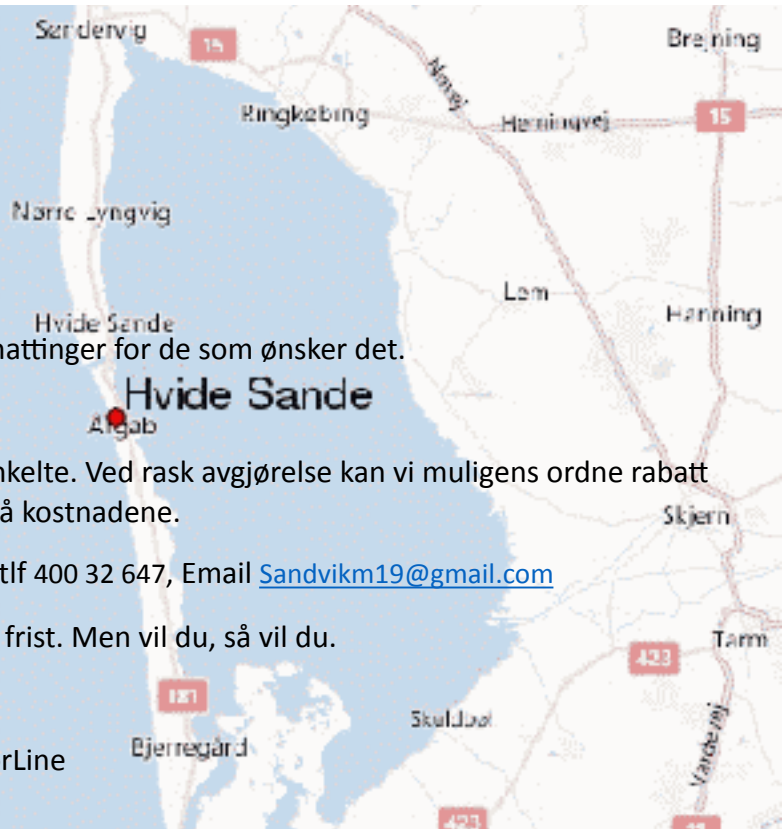 Søndervig
15
Brejning
Novej
Ringkøbing
Herningvej
15
Nørre Lyngvig
Lem
Hvide Sande
Hanning
nattinger for de som ønsker det.
Hvide Sande
Årgab
nkelte. Ved rask avgjørelse kan vi muligens ordne rabatt
å kostnadene.
Skjern
tlf 400 32 647, Email Sandvikm19@gmail.com
frist. Men vil du, så vil du.
Tarm
423
181
Skuldbøl
Vardevej
Bjerregård
rLine
423